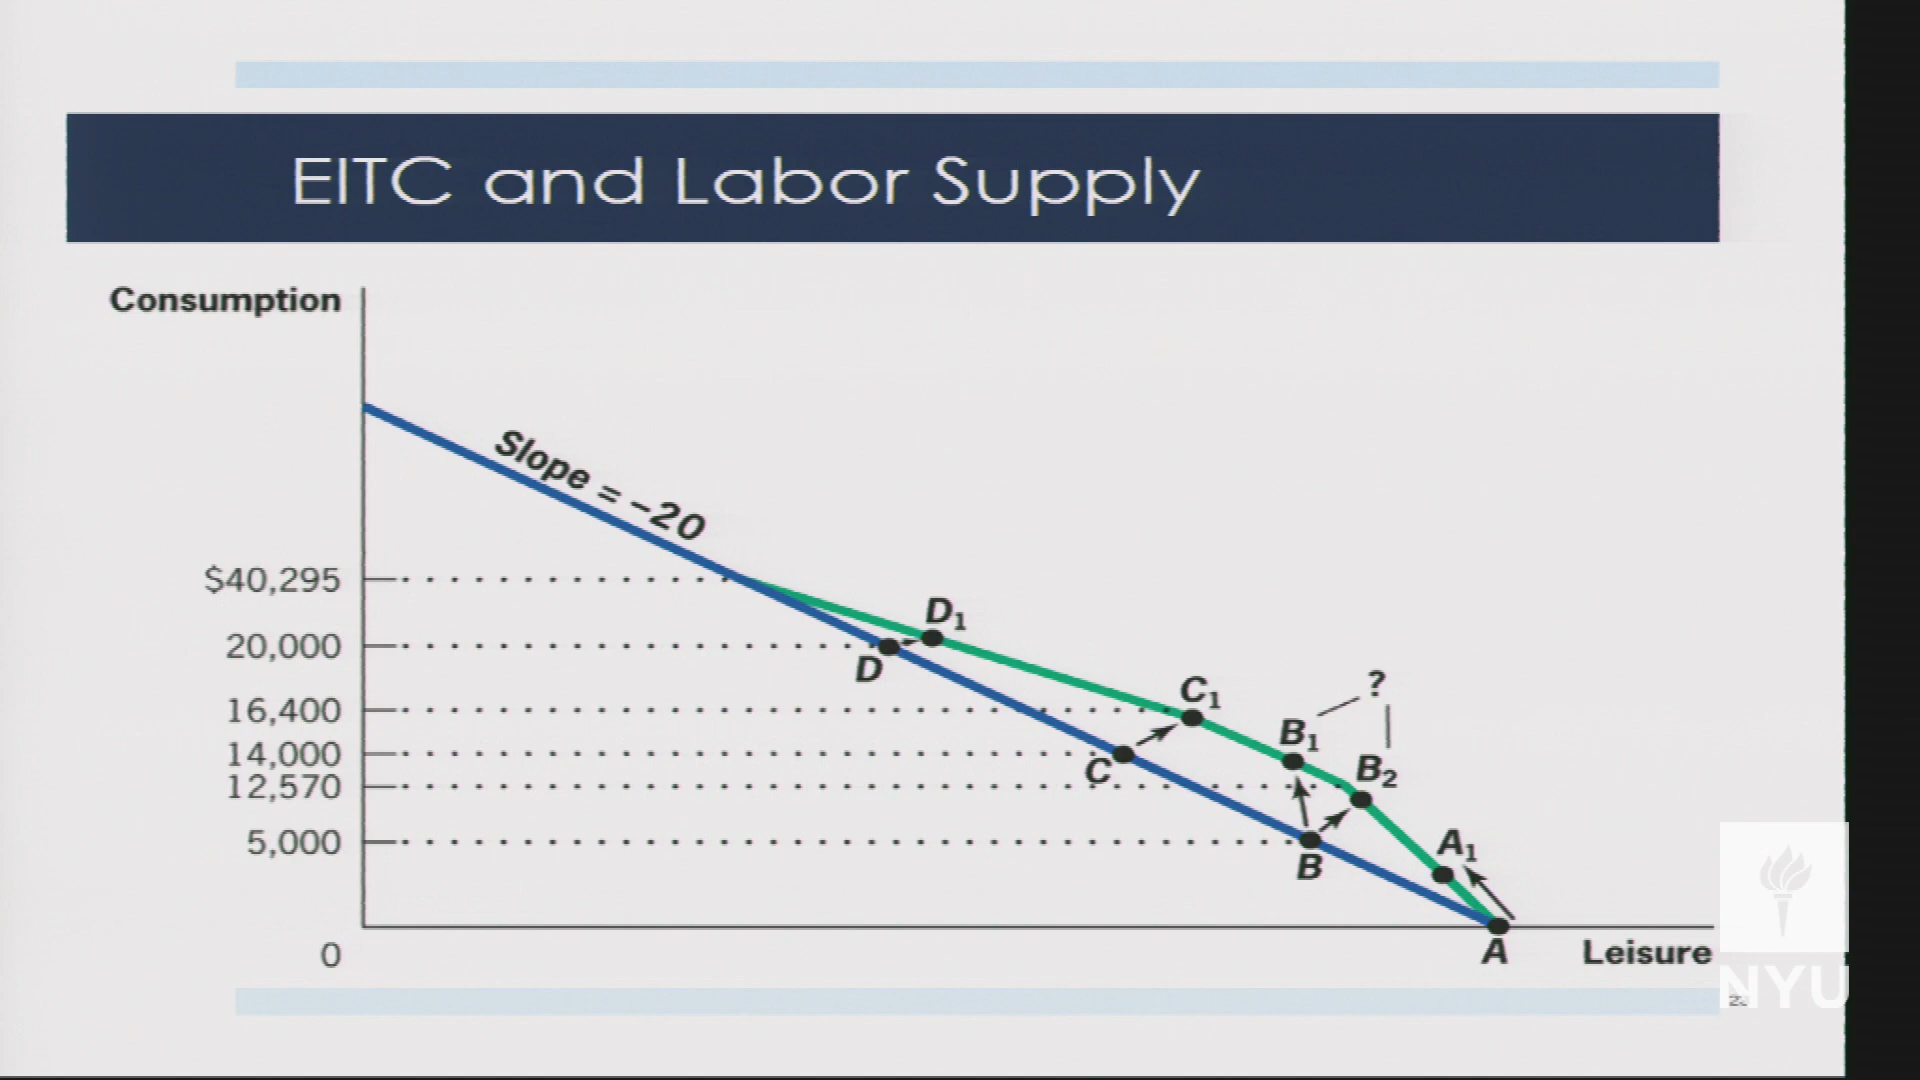 EITC and Labor Supply
Consumption
Slope = −20
$40,295
D₁
20,000
D
C₁
?
16,400
B₁
14,000
C
B₂
12,570
5,000
B
A₁
A
0
Leisure
NYU